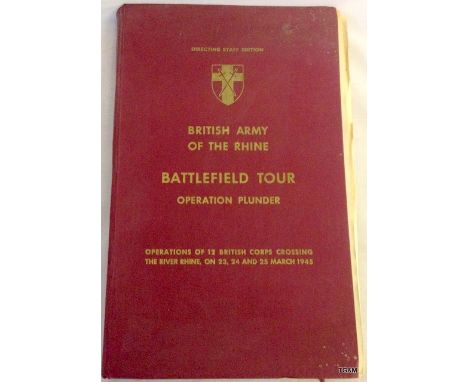 DIRECTING STAFF EDITION
BRITISH ARMY
OF THE RHINE
BATTLEFIELD TOUR
OPERATION PLUNDER
OPERATIONS OF 12 BRITISH CORPS CROSSING
THE RIVER RHINE, ON 23, 24 AND 25 MARCH 1945